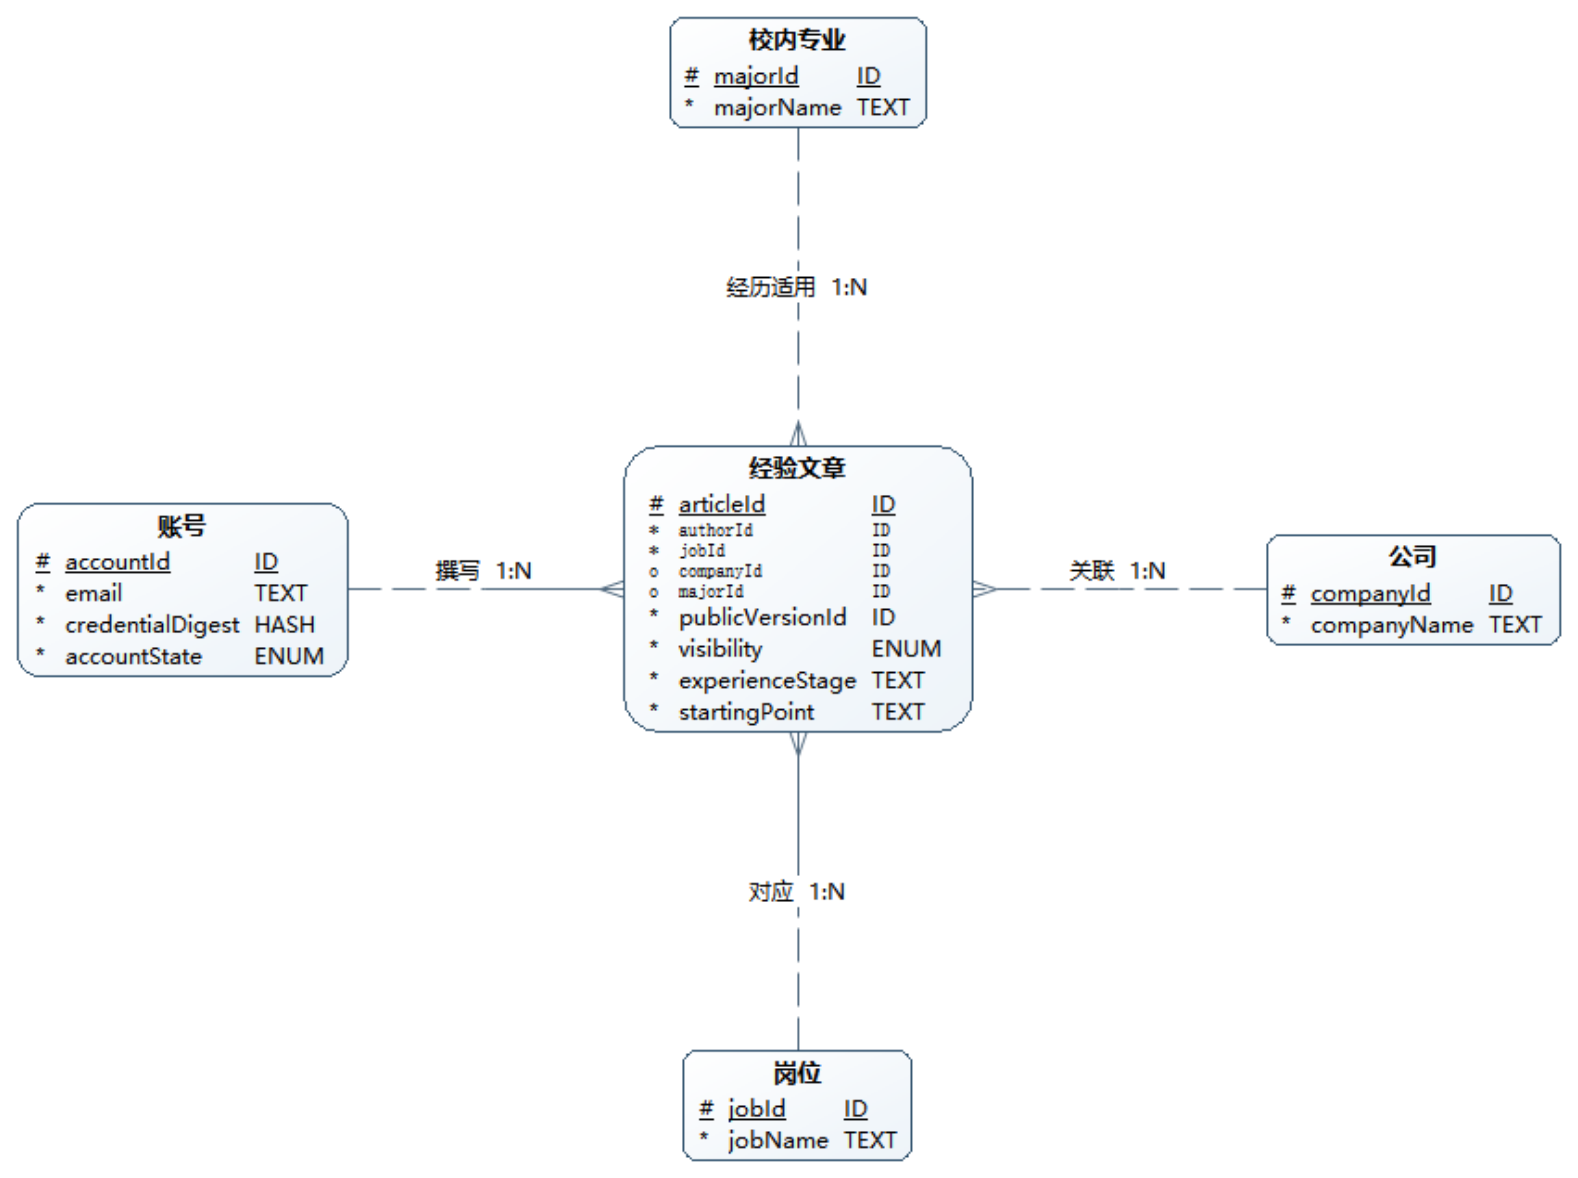 校内专业
# majorId ID
* majorName TEXT
经历适用 1:N
经验文章
# articleId ID
* authorId ID
* jobId ID
o companyId ID
o majorId ID
* publicVersionId ID
* visibility ENUM
* experienceStage TEXT
* startingPoint TEXT
账号
# accountId ID
* email TEXT
* credentialDigest HASH
* accountState ENUM
撰写 1:N
关联 1:N
公司
# companyId ID
* companyName TEXT
对应 1:N
岗位
# jobId ID
* jobName TEXT